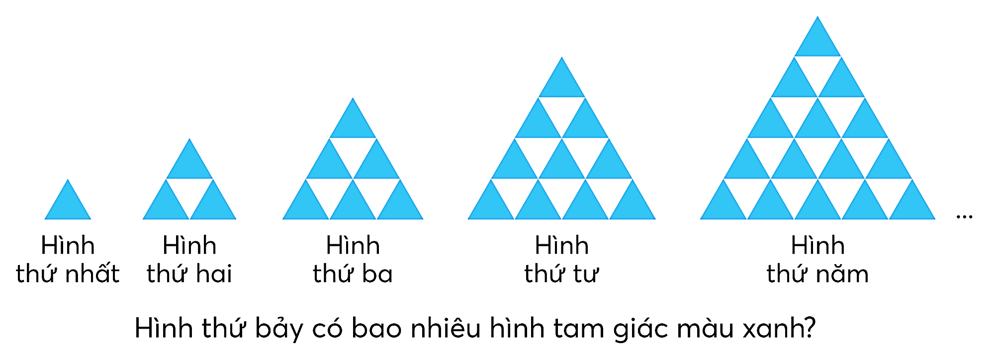 ...
Hình
thứ nhất
Hình
thứ hai
Hình
thứ ba
Hình
thứ tư
Hình
thứ năm
Hình thứ bảy có bao nhiêu hình tam giác màu xanh?